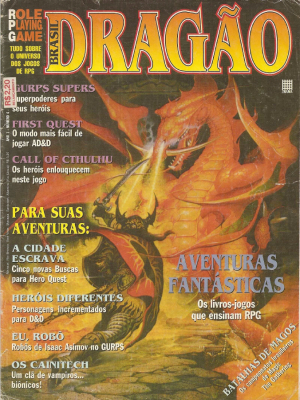 ROLE
PLAYING
GAME
TUDO SOBRE
O UNIVERSO
DOS JOGOS
DE RPG
DRAGÃO
BRASIL
R$2,20
GURPS SUPERS
Superpoderes para
seus heróis
FIRST QUEST
O modo mais fácil de
jogar AD&D
CALL OF CTHULHU
Os heróis enlouquecem
neste jogo
PARA SUAS
AVENTURAS:
A CIDADE
ESCRAVA
Cinco novas Buscas
para Hero Quest
HERÓIS DIFERENTES
Personagens incrementados
para D&D
EU, ROBÔ
Robôs de Isaac Asimov no GURPS
OS CAINITECH
Um clã de vampiros...
biônicos!
AVENTURAS
FANTÁSTICAS
Os livros-jogos
que ensinam RPG
BATALHAS DE MAGOS